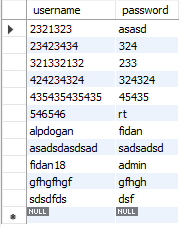 username password
2321323 asasd
23423434 324
321332132 233
424234324 324324
435435435435 45435
546546 rt
alpdogan fidan
asadsdasdsad sadsadsd
fidan18 admin
gfhgfhgf gfhgh
sdsdfds dsf
NULL NULL